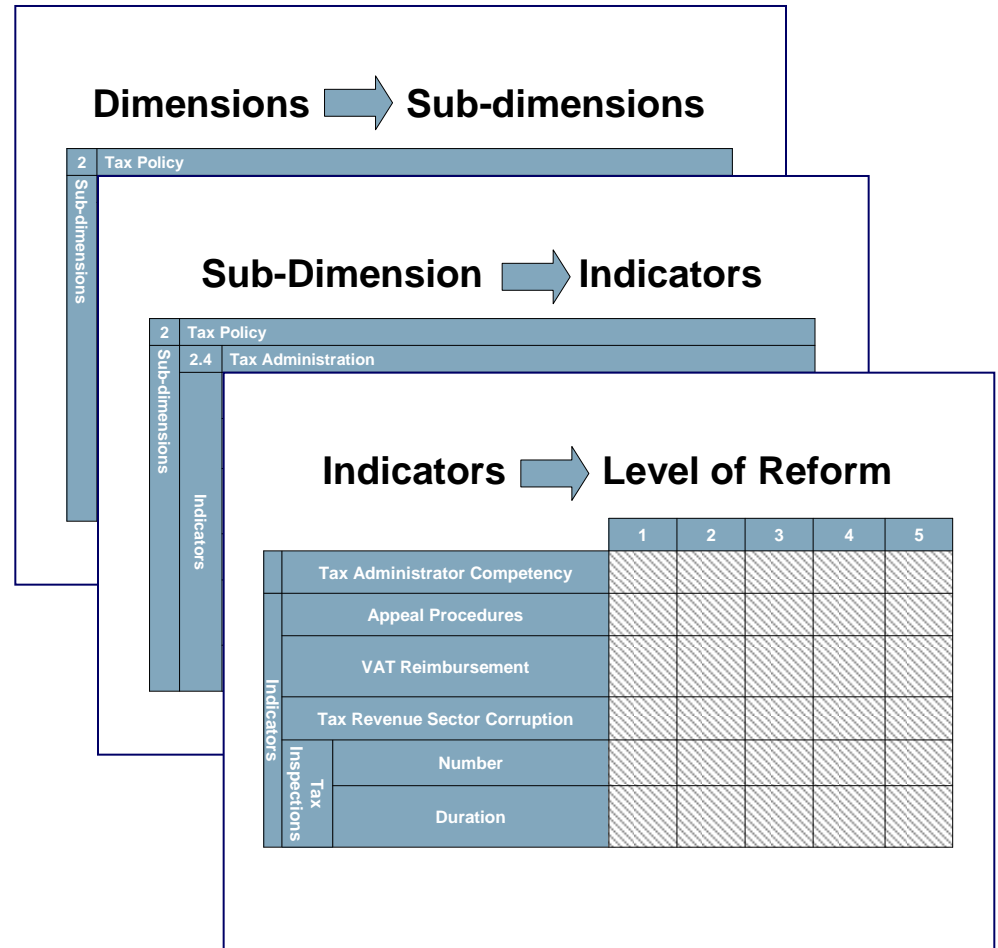 Dimensions Sub-dimensions
2 Tax Policy
Sub-dimensions
Sub-Dimension Indicators
2 Tax Policy
2.4 Tax Administration
Sub-dimensions
Indicators
Indicators Level of Reform
1 2 3 4 5
Indicators
Tax Administrator Competency
Appeal Procedures
VAT Reimbursement
Tax Revenue Sector Corruption
Tax
Inspections
Number
Duration